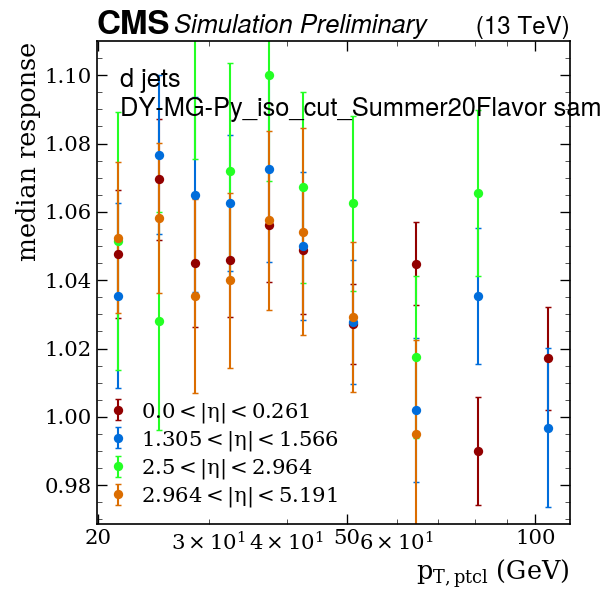 CMS Simulation Preliminary (13 TeV)
d jets
DY-MG-Py_iso_cut_Summer20Flavor sam
median response
1.10
1.08
1.06
1.04
1.02
1.00
0.98
0.0 < |η| < 0.261
1.305 < |η| < 1.566
2.5 < |η| < 2.964
2.964 < |η| < 5.191
20 3 × 10¹ 4 × 10¹ 50 6 × 10¹ 100
p_{T, ptcl} (GeV)